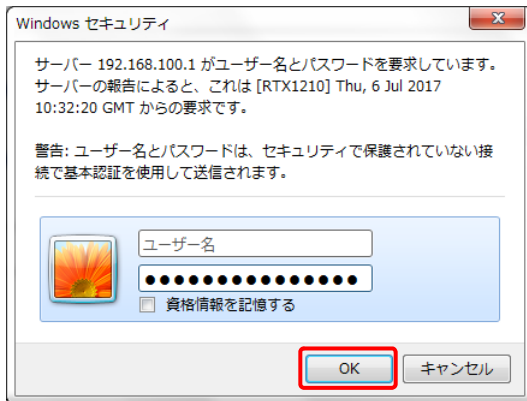 Windows セキュリティ
サーバー 192.168.100.1 がユーザー名とパスワードを要求しています。
サーバーの報告によると、これは [RTX1210] Thu, 6 Jul 2017
10:32:20 GMT からの要求です。
警告: ユーザー名とパスワードは、セキュリティで保護されていない接
続で基本認証を使用して送信されます。
ユーザー名
●●●●●●●●●●●●●●●
資格情報を記憶する
OK
キャンセル